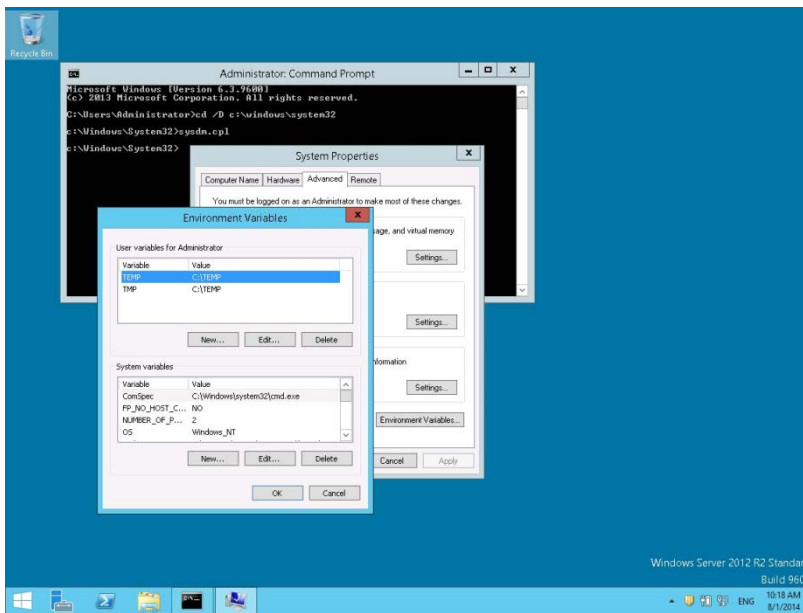 Recycle Bin
Administrator: Command Prompt
Microsoft Windows [Version 6.3.9600]
(c) 2013 Microsoft Corporation. All rights reserved.
C:\Users\Administrator>cd /D c:\windows\system32
c:\Windows\System32>sysdm.cpl
c:\Windows\System32>
System Properties
Computer Name Hardware Advanced Remote
You must be logged on as an Administrator to make most of these changes.
sage, and virtual memory
Settings...
Settings...
nformation
Settings...
Environment Variables...
Cancel Apply
Environment Variables
User variables for Administrator
Variable Value
TEMP C:\TEMP
TMP C:\TEMP
New... Edit... Delete
System variables
Variable Value
ComSpec C:\Windows\system32\cmd.exe
FP_NO_HOST_C... NO
NUMBER_OF_P... 2
OS Windows_NT
New... Edit... Delete
OK Cancel
Windows Server 2012 R2 Standar
Build 960
ENG 10:18 AM
8/1/2014